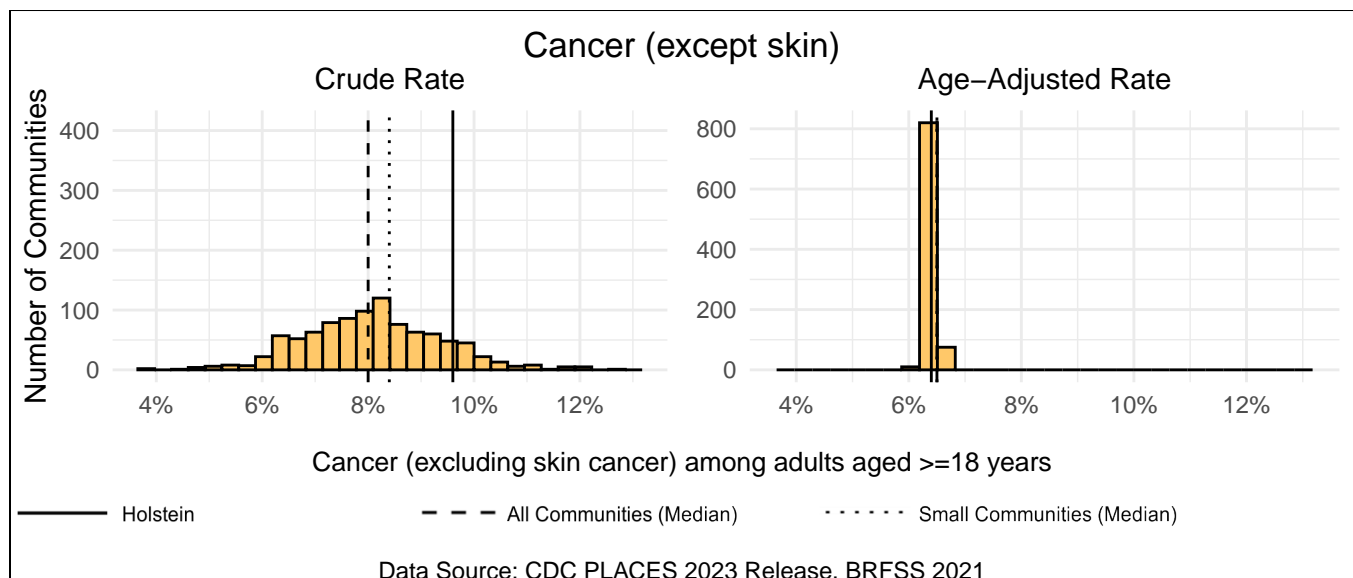 Cancer (except skin)
Crude Rate
Age−Adjusted Rate
Number of Communities
400
300
200
100
0
4%
6%
8%
10%
12%
800
600
400
200
0
4%
6%
8%
10%
12%
Cancer (excluding skin cancer) among adults aged >=18 years
Holstein
All Communities (Median)
Small Communities (Median)
Data Source: CDC PLACES 2023 Release, BRFSS 2021